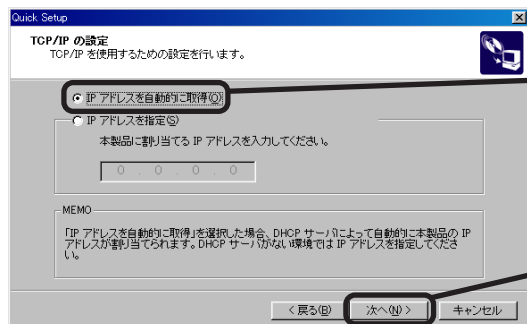 Quick Setup
TCP/IP の設定
TCP/IP を使用するための設定を行います。
IP アドレスを自動的に取得(O)
IP アドレスを指定(S)
本製品に割り当てる IP アドレスを入力してください。
0 . 0 . 0 . 0
MEMO
「IP アドレスを自動的に取得」を選択した場合、DHCP サーバによって自動的に本製品の IP
アドレスが割り当てられます。DHCP サーバがない環境では IP アドレスを指定してくださ
い。
< 戻る(B)
次へ(N) >
キャンセル